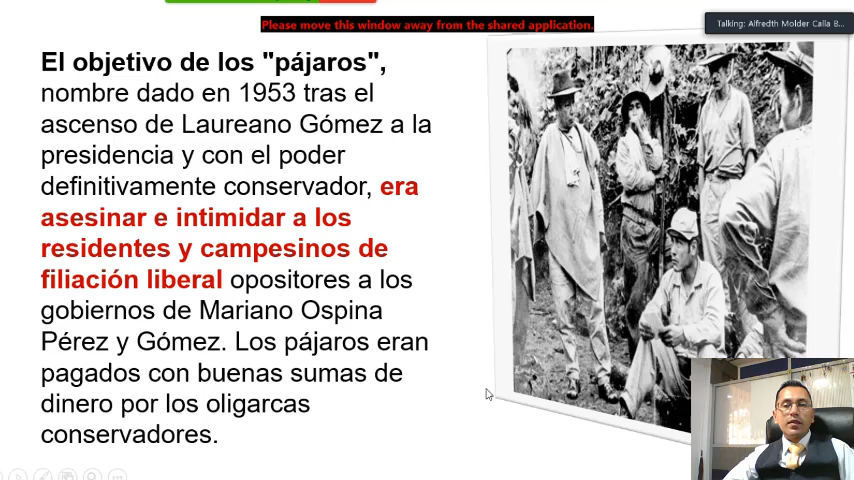 Please move this window away from the shared application.
Talking: Alfredth Molder Calla B...
El objetivo de los "pájaros",
nombre dado en 1953 tras el
ascenso de Laureano Gómez a la
presidencia y con el poder
definitivamente conservador, era
asesinar e intimidar a los
residentes y campesinos de
filiación liberal opositores a los
gobiernos de Mariano Ospina
Pérez y Gómez. Los pájaros eran
pagados con buenas sumas de
dinero por los oligarcas
conservadores.